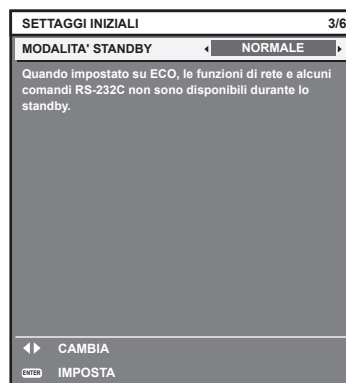 SETTAGGI INIZIALI 3/6
MODALITA' STANDBY NORMALE
Quando impostato su ECO, le funzioni di rete e alcuni
comandi RS-232C non sono disponibili durante lo
standby.
CAMBIA
ENTER IMPOSTA